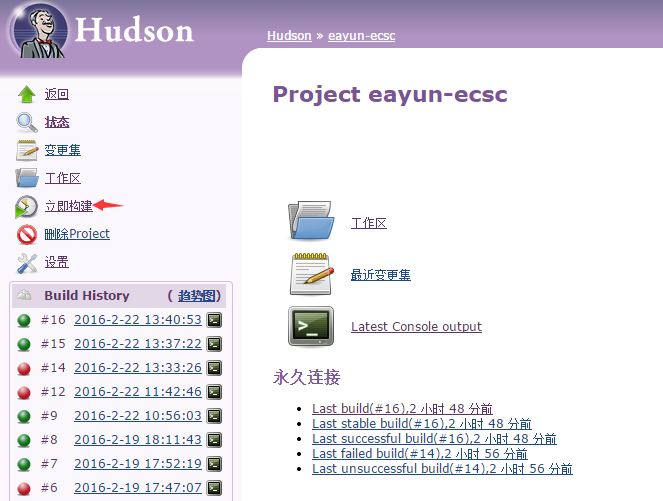 Hudson
Hudson » eayun-ecsc
返回
状态
变更集
工作区
立即构建
删除Project
设置
Build History (趋势图)
#16 2016-2-22 13:40:53
#15 2016-2-22 13:37:22
#14 2016-2-22 13:33:26
#12 2016-2-22 11:42:46
#9 2016-2-22 10:56:03
#8 2016-2-19 18:11:43
#7 2016-2-19 17:52:19
#6 2016-2-19 17:47:07
Project eayun-ecsc
工作区
最近变更集
Latest Console output
永久连接
Last build(#16),2 小时 48 分前
Last stable build(#16),2 小时 48 分前
Last successful build(#16),2 小时 48 分前
Last failed build(#14),2 小时 56 分前
Last unsuccessful build(#14),2 小时 56 分前